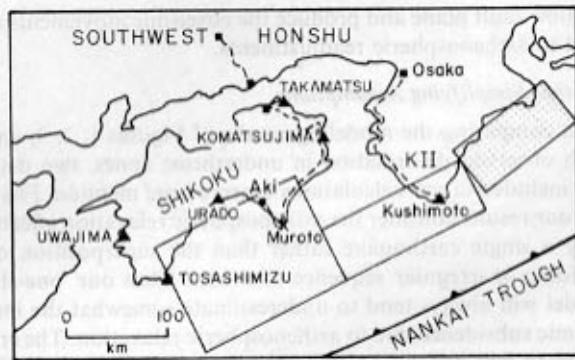 SOUTHWEST HONSHU
Osaka
TAKAMATSU
KOMATSUJIMA
KII
SHIKOKU
Aki
URADO
Kushimoto
UWAJIMA
Muroto
TOSASHIMIZU
NANKAI TROUGH
0 100
km